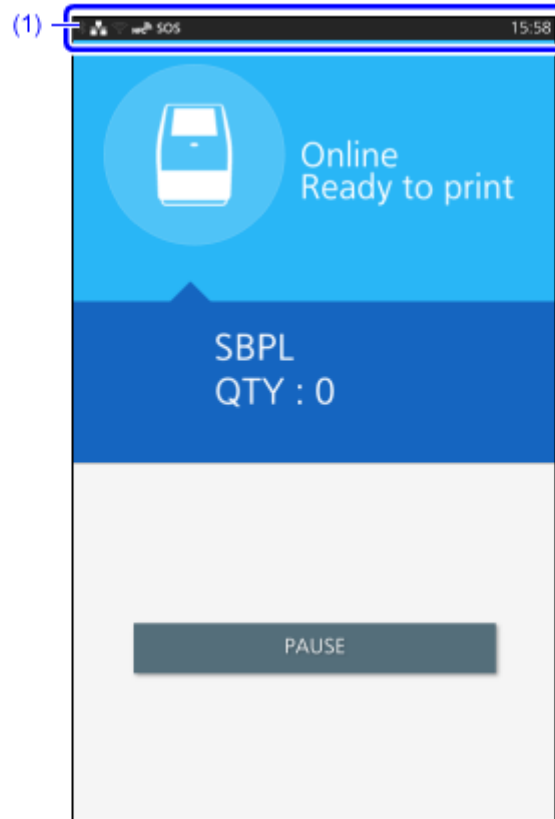 (1)
SOS 15:58
Online
Ready to print
SBPL
QTY : 0
PAUSE